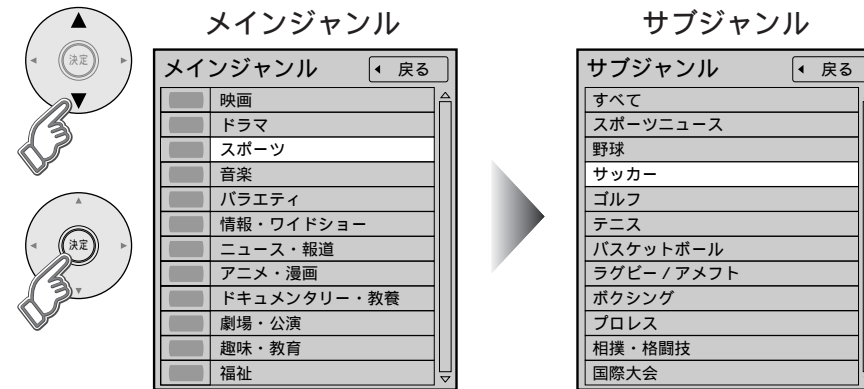 メインジャンル
サブジャンル
決定
決定
メインジャンル
戻る
映画
ドラマ
スポーツ
音楽
バラエティ
情報・ワイドショー
ニュース・報道
アニメ・漫画
ドキュメンタリー・教養
劇場・公演
趣味・教育
福祉
サブジャンル
戻る
すべて
スポーツニュース
野球
サッカー
ゴルフ
テニス
バスケットボール
ラグビー / アメフト
ボクシング
プロレス
相撲・格闘技
国際大会